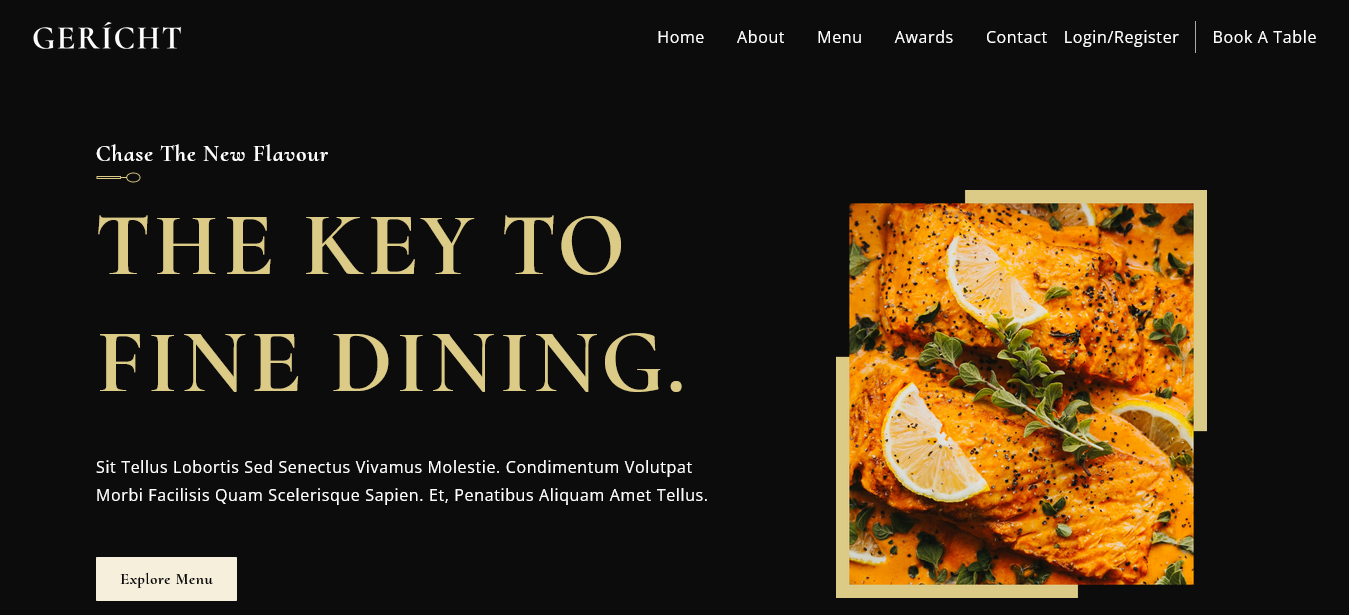 GERÍCHT
Home About Menu Awards Contact Login/Register Book A Table
Chase The New Flavour
THE KEY TO
FINE DINING.
Sit Tellus Lobortis Sed Senectus Vivamus Molestie. Condimentum Volutpat
Morbi Facilisis Quam Scelerisque Sapien. Et, Penatibus Aliquam Amet Tellus.
Explore Menu